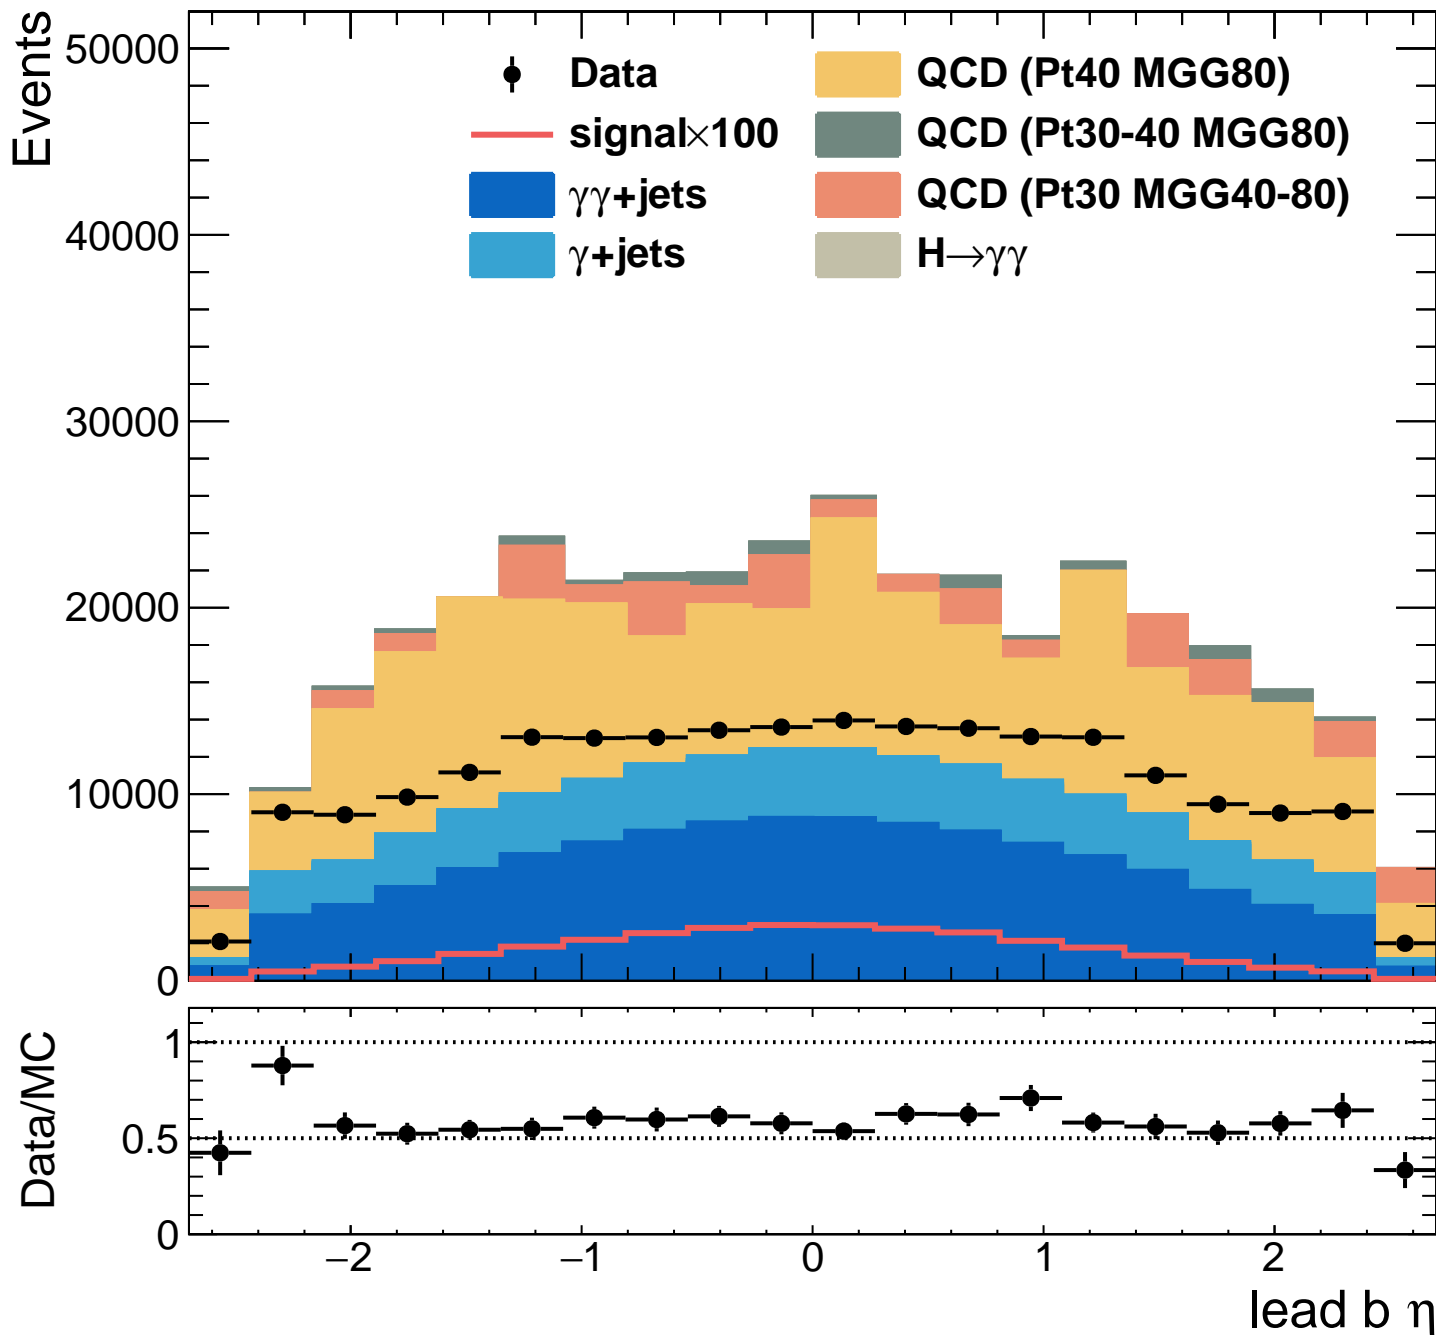 Events
50000
40000
30000
20000
10000
0
Data
signal×100
γγ+jets
γ+jets
QCD (Pt40 MGG80)
QCD (Pt30-40 MGG80)
QCD (Pt30 MGG40-80)
H→γγ
Data/MC
1
0.5
0
−2 −1 0 1 2
lead b η